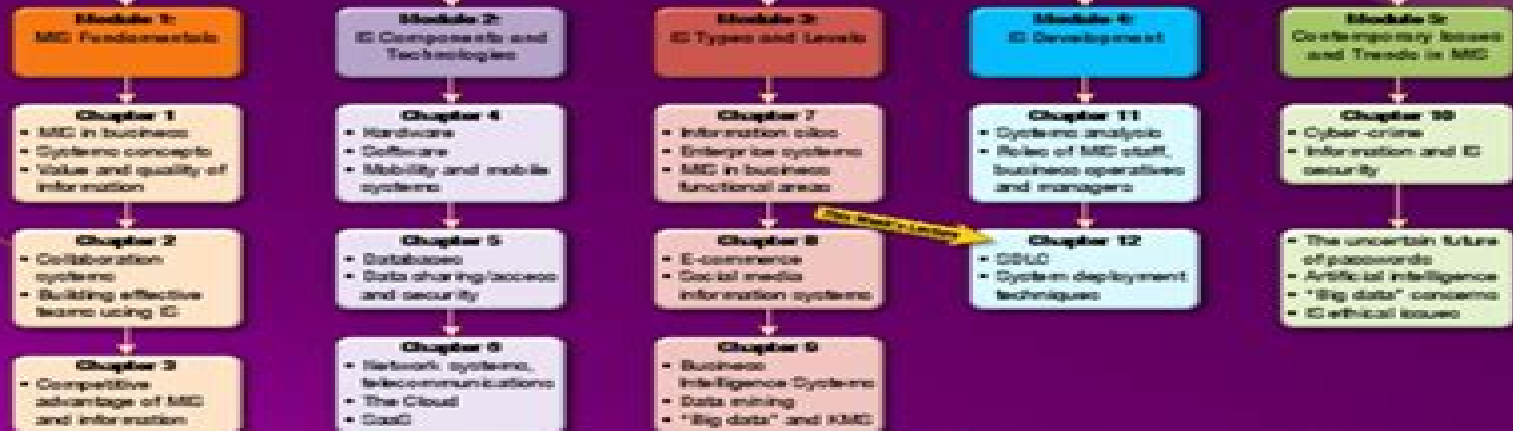 Module 1:
MIS Fundamentals
Chapter 1
• MIS in business
• Systems concepts
• Value and quality of
information
Chapter 2
• Collaboration
systems
• Building effective
teams using IS
Chapter 3
• Competitive
advantage of MIS
and information
Module 2:
IS Components and
Technologies
Chapter 4
• Hardware
• Software
• Mobility and mobile
systems
Chapter 5
• Databases
• Data sharing/access
and security
Chapter 6
• Network systems,
telecommunications
• The Cloud
• SaaS
Module 3:
IS Types and Levels
Chapter 7
• Information silos
• Enterprise systems
• MIS in business
functional areas
This Week's Lecture
Chapter 8
• E-commerce
• Social media
information systems
Chapter 9
• Business
Intelligence Systems
• Data mining
• "Big data" and KMS
Module 4:
IS Development
Chapter 11
• Systems analysis
• Roles of MIS staff,
business operatives
and managers
Chapter 12
• SDLC
• System deployment
techniques
Module 5:
Contemporary Issues
and Trends in MIS
Chapter 10
• Cyber-crime
• Information and IS
security
• The uncertain future
of passwords
• Artificial intelligence
• "Big data" concerns
• IS ethical issues